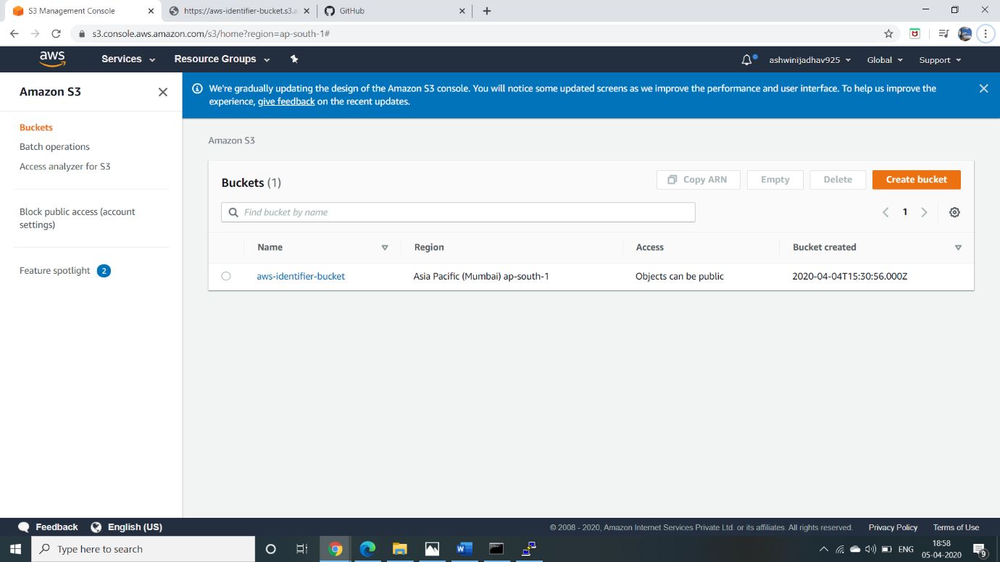 S3 Management Console
https://aws-identifier-bucket.s3.a
GitHub
s3.console.aws.amazon.com/s3/home?region=ap-south-1#
aws
Services
Resource Groups
ashwinijadhav925
Global
Support
Amazon S3
We're gradually updating the design of the Amazon S3 console. You will notice some updated screens as we improve the performance and user interface. To help us improve the
experience, give feedback on the recent updates.
Buckets
Batch operations
Access analyzer for S3
Block public access (account
settings)
Feature spotlight 2
Amazon S3
Buckets (1)
Copy ARN
Empty
Delete
Create bucket
Find bucket by name
1
Name
Region
Access
Bucket created
aws-identifier-bucket
Asia Pacific (Mumbai) ap-south-1
Objects can be public
2020-04-04T15:30:56.000Z
Feedback
English (US)
© 2008 - 2020, Amazon Internet Services Private Ltd. or its affiliates. All rights reserved.
Privacy Policy
Terms of Use
Type here to search
ENG
18:58
05-04-2020
9